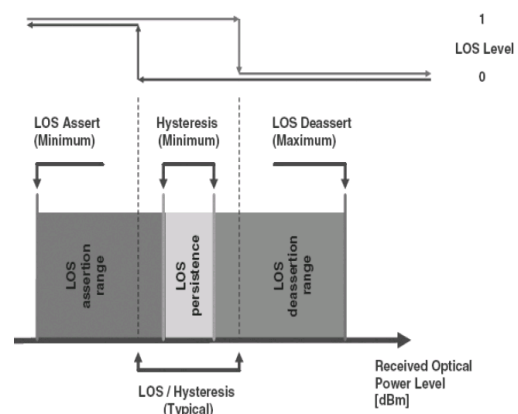 1
LOS Level
0
LOS Assert
(Minimum)
Hysteresis
(Minimum)
LOS Deassert
(Maximum)
LOS
assertion
range
LOS
persistence
LOS
deassertion
range
Received Optical
Power Level
[dBm]
LOS / Hysteresis
(Typical)